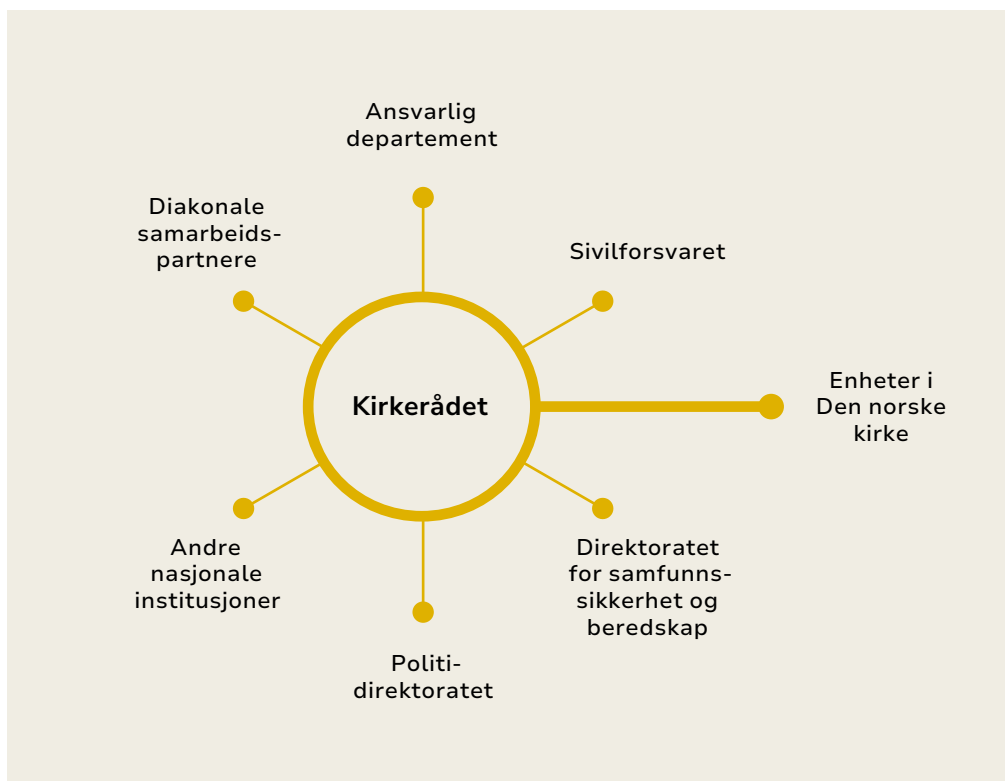 Ansvarlig
departement
Diakonale
samarbeids-
partnere
Sivilforsvaret
Kirkerådet
Enheter i
Den norske
kirke
Andre
nasjonale
institusjoner
Direktoratet
for samfunns-
sikkerhet og
beredskap
Politi-
direktoratet